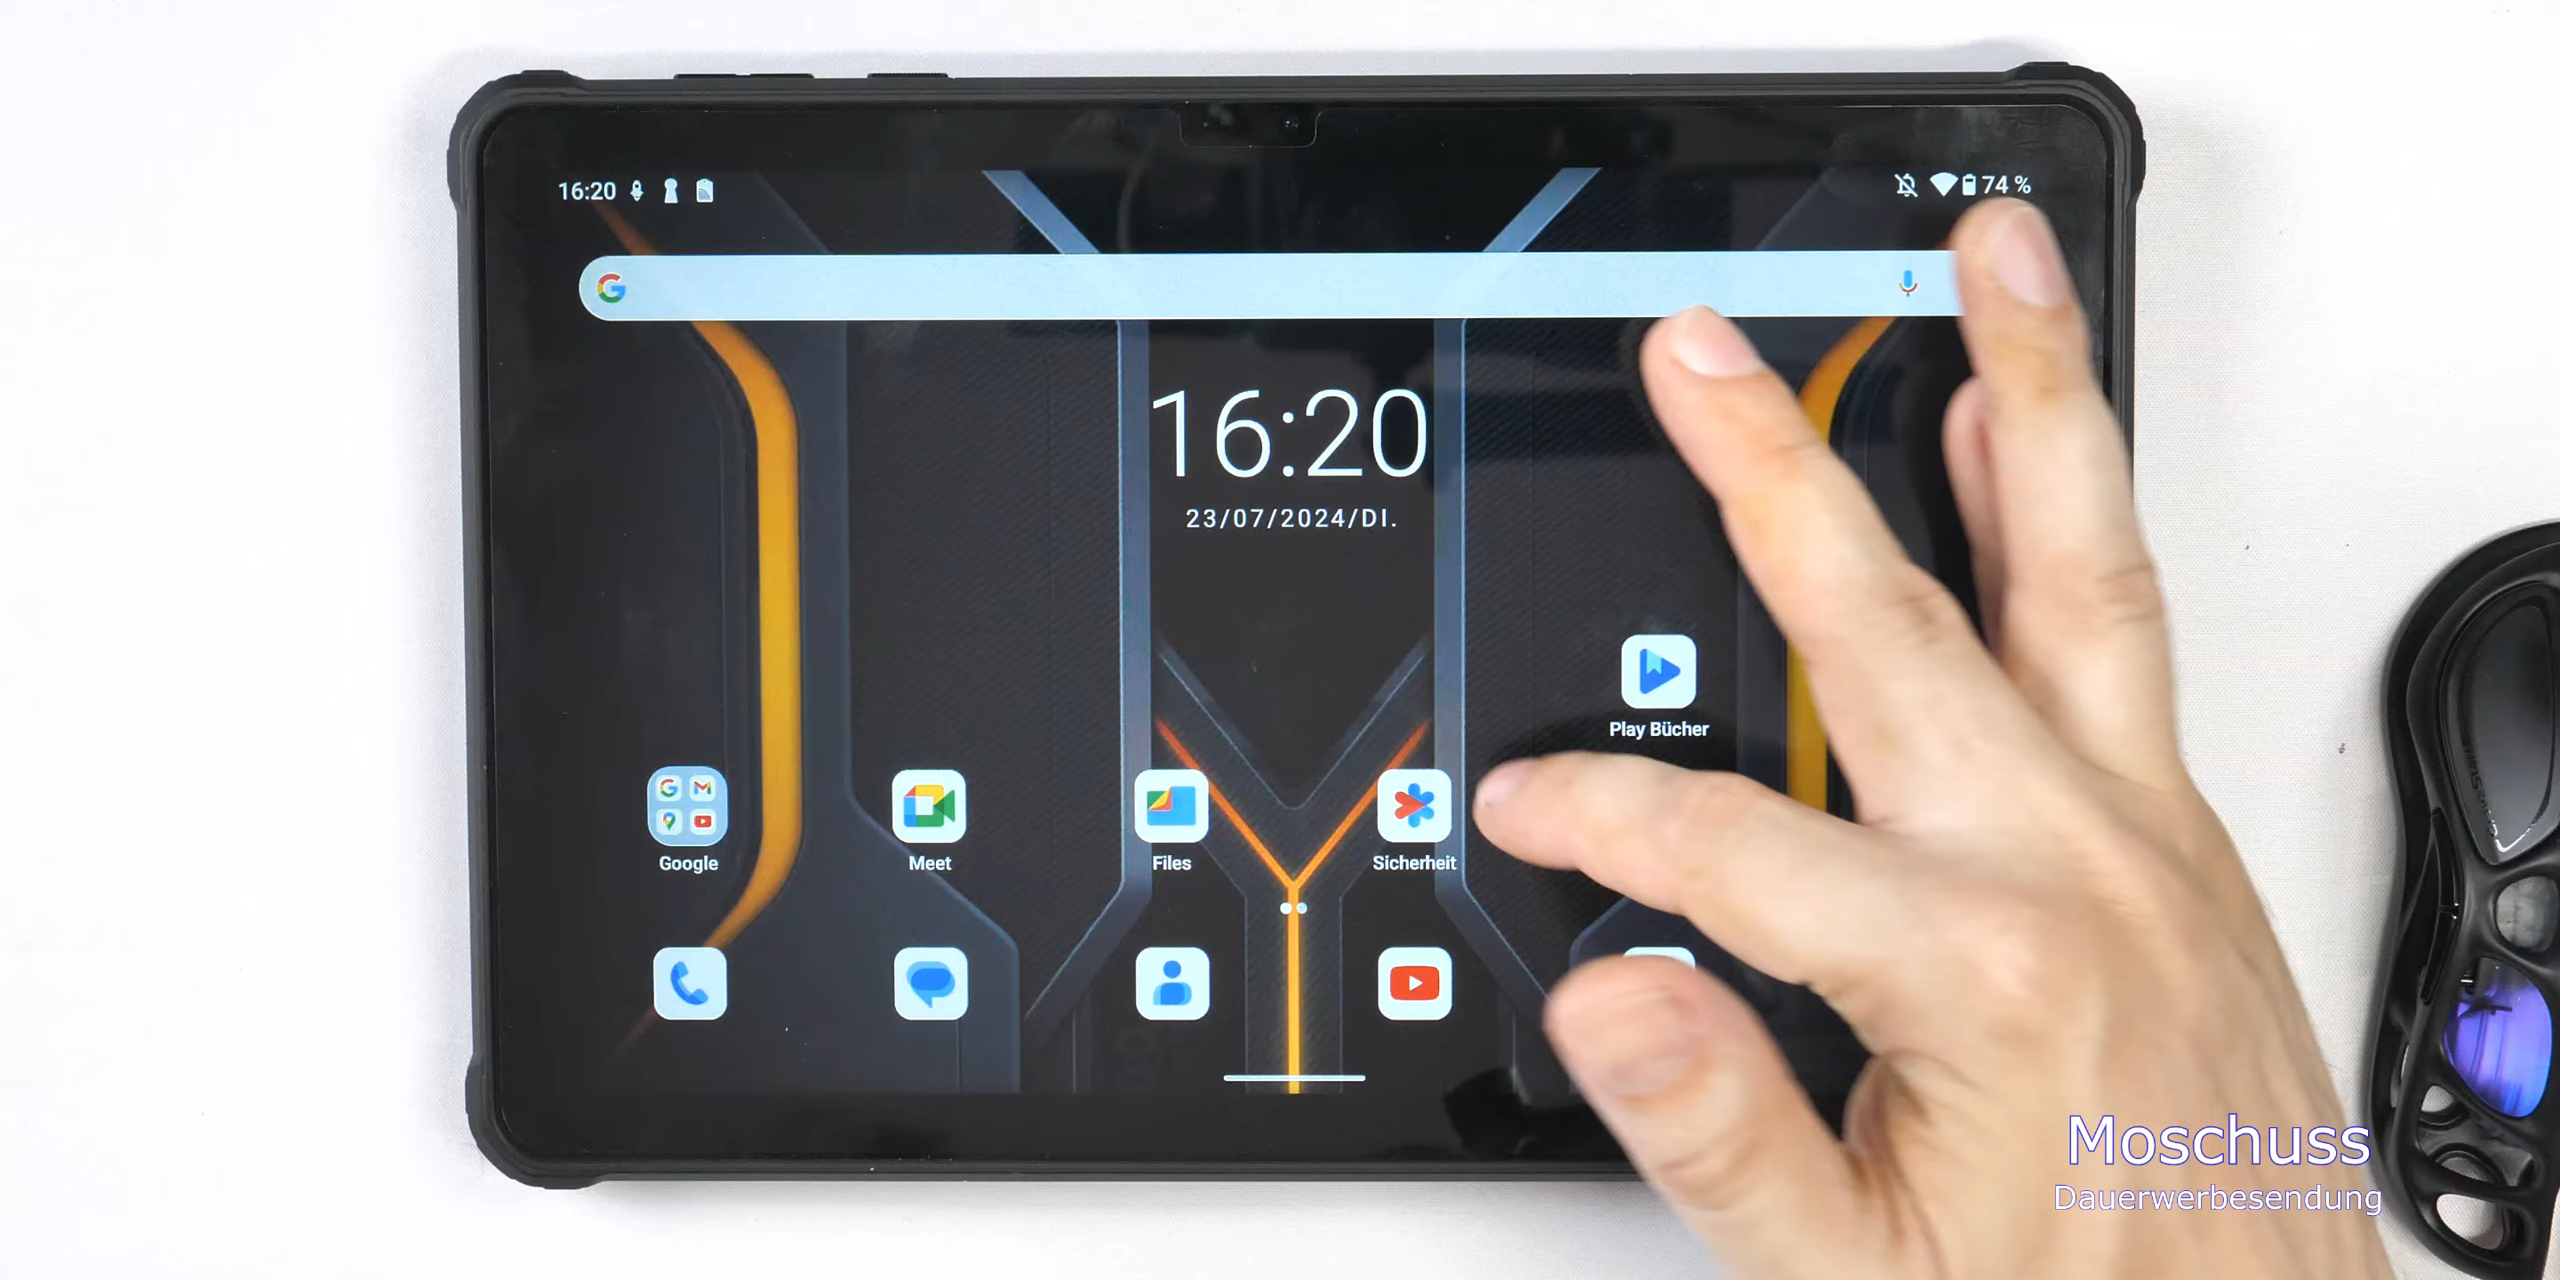 16:20
74 %
16:20
23/07/2024/DI.
Play Bücher
Google
Meet
Files
Sicherheit
Moschuss
Dauerwerbesendung